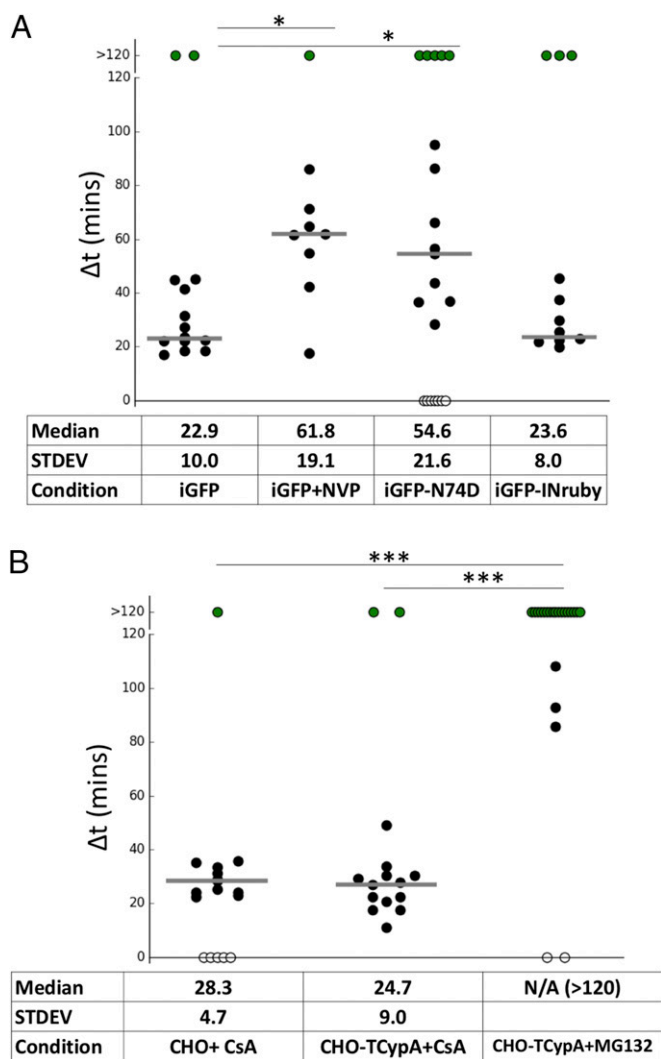 A
*
*
>120
120
100
80
60
40
20
0
Δt (mins)
Median 22.9 61.8 54.6 23.6
STDEV 10.0 19.1 21.6 8.0
Condition iGFP iGFP+NVP iGFP-N74D iGFP-INruby
B
***
***
>120
120
100
80
60
40
20
0
Δt (mins)
Median 28.3 24.7 N/A (>120)
STDEV 4.7 9.0
Condition CHO+ CsA CHO-TCypA+CsA CHO-TCypA+MG132